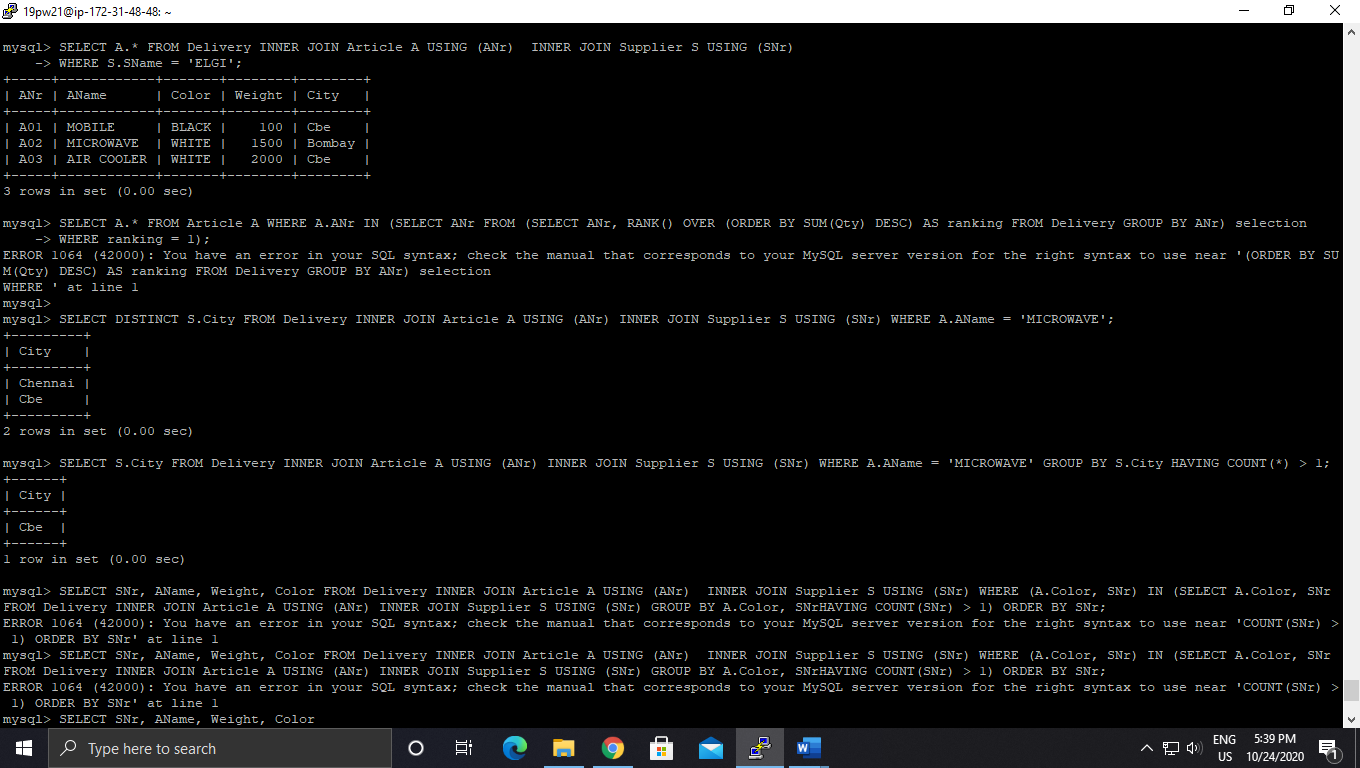 19pw21@ip-172-31-48-48: ~
mysql> SELECT A.* FROM Delivery INNER JOIN Article A USING (ANr)  INNER JOIN Supplier S USING (SNr)
    -> WHERE S.SName = 'ELGI';
+-----+------------+-------+--------+--------+
| ANr | AName      | Color | Weight | City   |
+-----+------------+-------+--------+--------+
| A01 | MOBILE     | BLACK |    100 | Cbe    |
| A02 | MICROWAVE  | WHITE |   1500 | Bombay |
| A03 | AIR COOLER | WHITE |   2000 | Cbe    |
+-----+------------+-------+--------+--------+
3 rows in set (0.00 sec)
mysql> SELECT A.* FROM Article A WHERE A.ANr IN (SELECT ANr FROM (SELECT ANr, RANK() OVER (ORDER BY SUM(Qty) DESC) AS ranking FROM Delivery GROUP BY ANr) selection
    -> WHERE ranking = 1);
ERROR 1064 (42000): You have an error in your SQL syntax; check the manual that corresponds to your MySQL server version for the right syntax to use near '(ORDER BY SU
M(Qty) DESC) AS ranking FROM Delivery GROUP BY ANr) selection
WHERE ' at line 1
mysql>
mysql> SELECT DISTINCT S.City FROM Delivery INNER JOIN Article A USING (ANr) INNER JOIN Supplier S USING (SNr) WHERE A.AName = 'MICROWAVE';
+---------+
| City    |
+---------+
| Chennai |
| Cbe     |
+---------+
2 rows in set (0.00 sec)
mysql> SELECT S.City FROM Delivery INNER JOIN Article A USING (ANr) INNER JOIN Supplier S USING (SNr) WHERE A.AName = 'MICROWAVE' GROUP BY S.City HAVING COUNT(*) > 1;
+------+
| City |
+------+
| Cbe  |
+------+
1 row in set (0.00 sec)
mysql> SELECT SNr, AName, Weight, Color FROM Delivery INNER JOIN Article A USING (ANr)  INNER JOIN Supplier S USING (SNr) WHERE (A.Color, SNr) IN (SELECT A.Color, SNr
FROM Delivery INNER JOIN Article A USING (ANr) INNER JOIN Supplier S USING (SNr) GROUP BY A.Color, SNrHAVING COUNT(SNr) > 1) ORDER BY SNr;
ERROR 1064 (42000): You have an error in your SQL syntax; check the manual that corresponds to your MySQL server version for the right syntax to use near 'COUNT(SNr) >
 1) ORDER BY SNr' at line 1
mysql> SELECT SNr, AName, Weight, Color FROM Delivery INNER JOIN Article A USING (ANr)  INNER JOIN Supplier S USING (SNr) WHERE (A.Color, SNr) IN (SELECT A.Color, SNr
FROM Delivery INNER JOIN Article A USING (ANr) INNER JOIN Supplier S USING (SNr) GROUP BY A.Color, SNrHAVING COUNT(SNr) > 1) ORDER BY SNr;
ERROR 1064 (42000): You have an error in your SQL syntax; check the manual that corresponds to your MySQL server version for the right syntax to use near 'COUNT(SNr) >
 1) ORDER BY SNr' at line 1
mysql> SELECT SNr, AName, Weight, Color
Type here to search
W
ENG
US
5:39 PM
10/24/2020
1